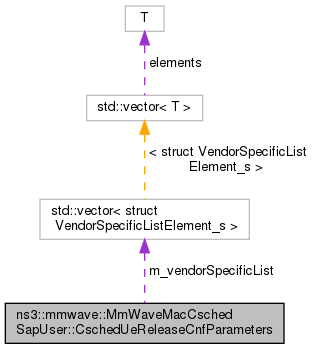 T
elements
std::vector< T >
< struct VendorSpecificList
Element_s >
std::vector< struct
VendorSpecificListElement_s >
m_vendorSpecificList
ns3::mmwave::MmWaveMacCsched
SapUser::CschedUeReleaseCnfParameters